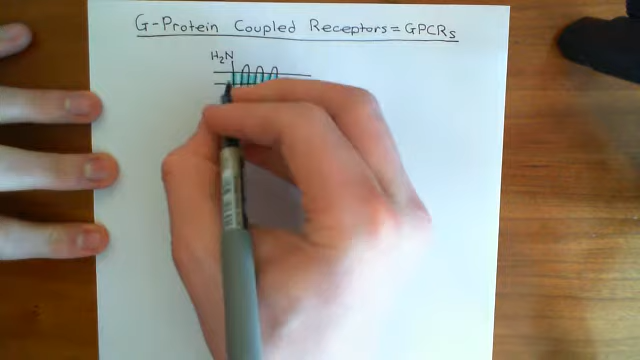 G-Protein Coupled Receptors = GPCRs
H₂N